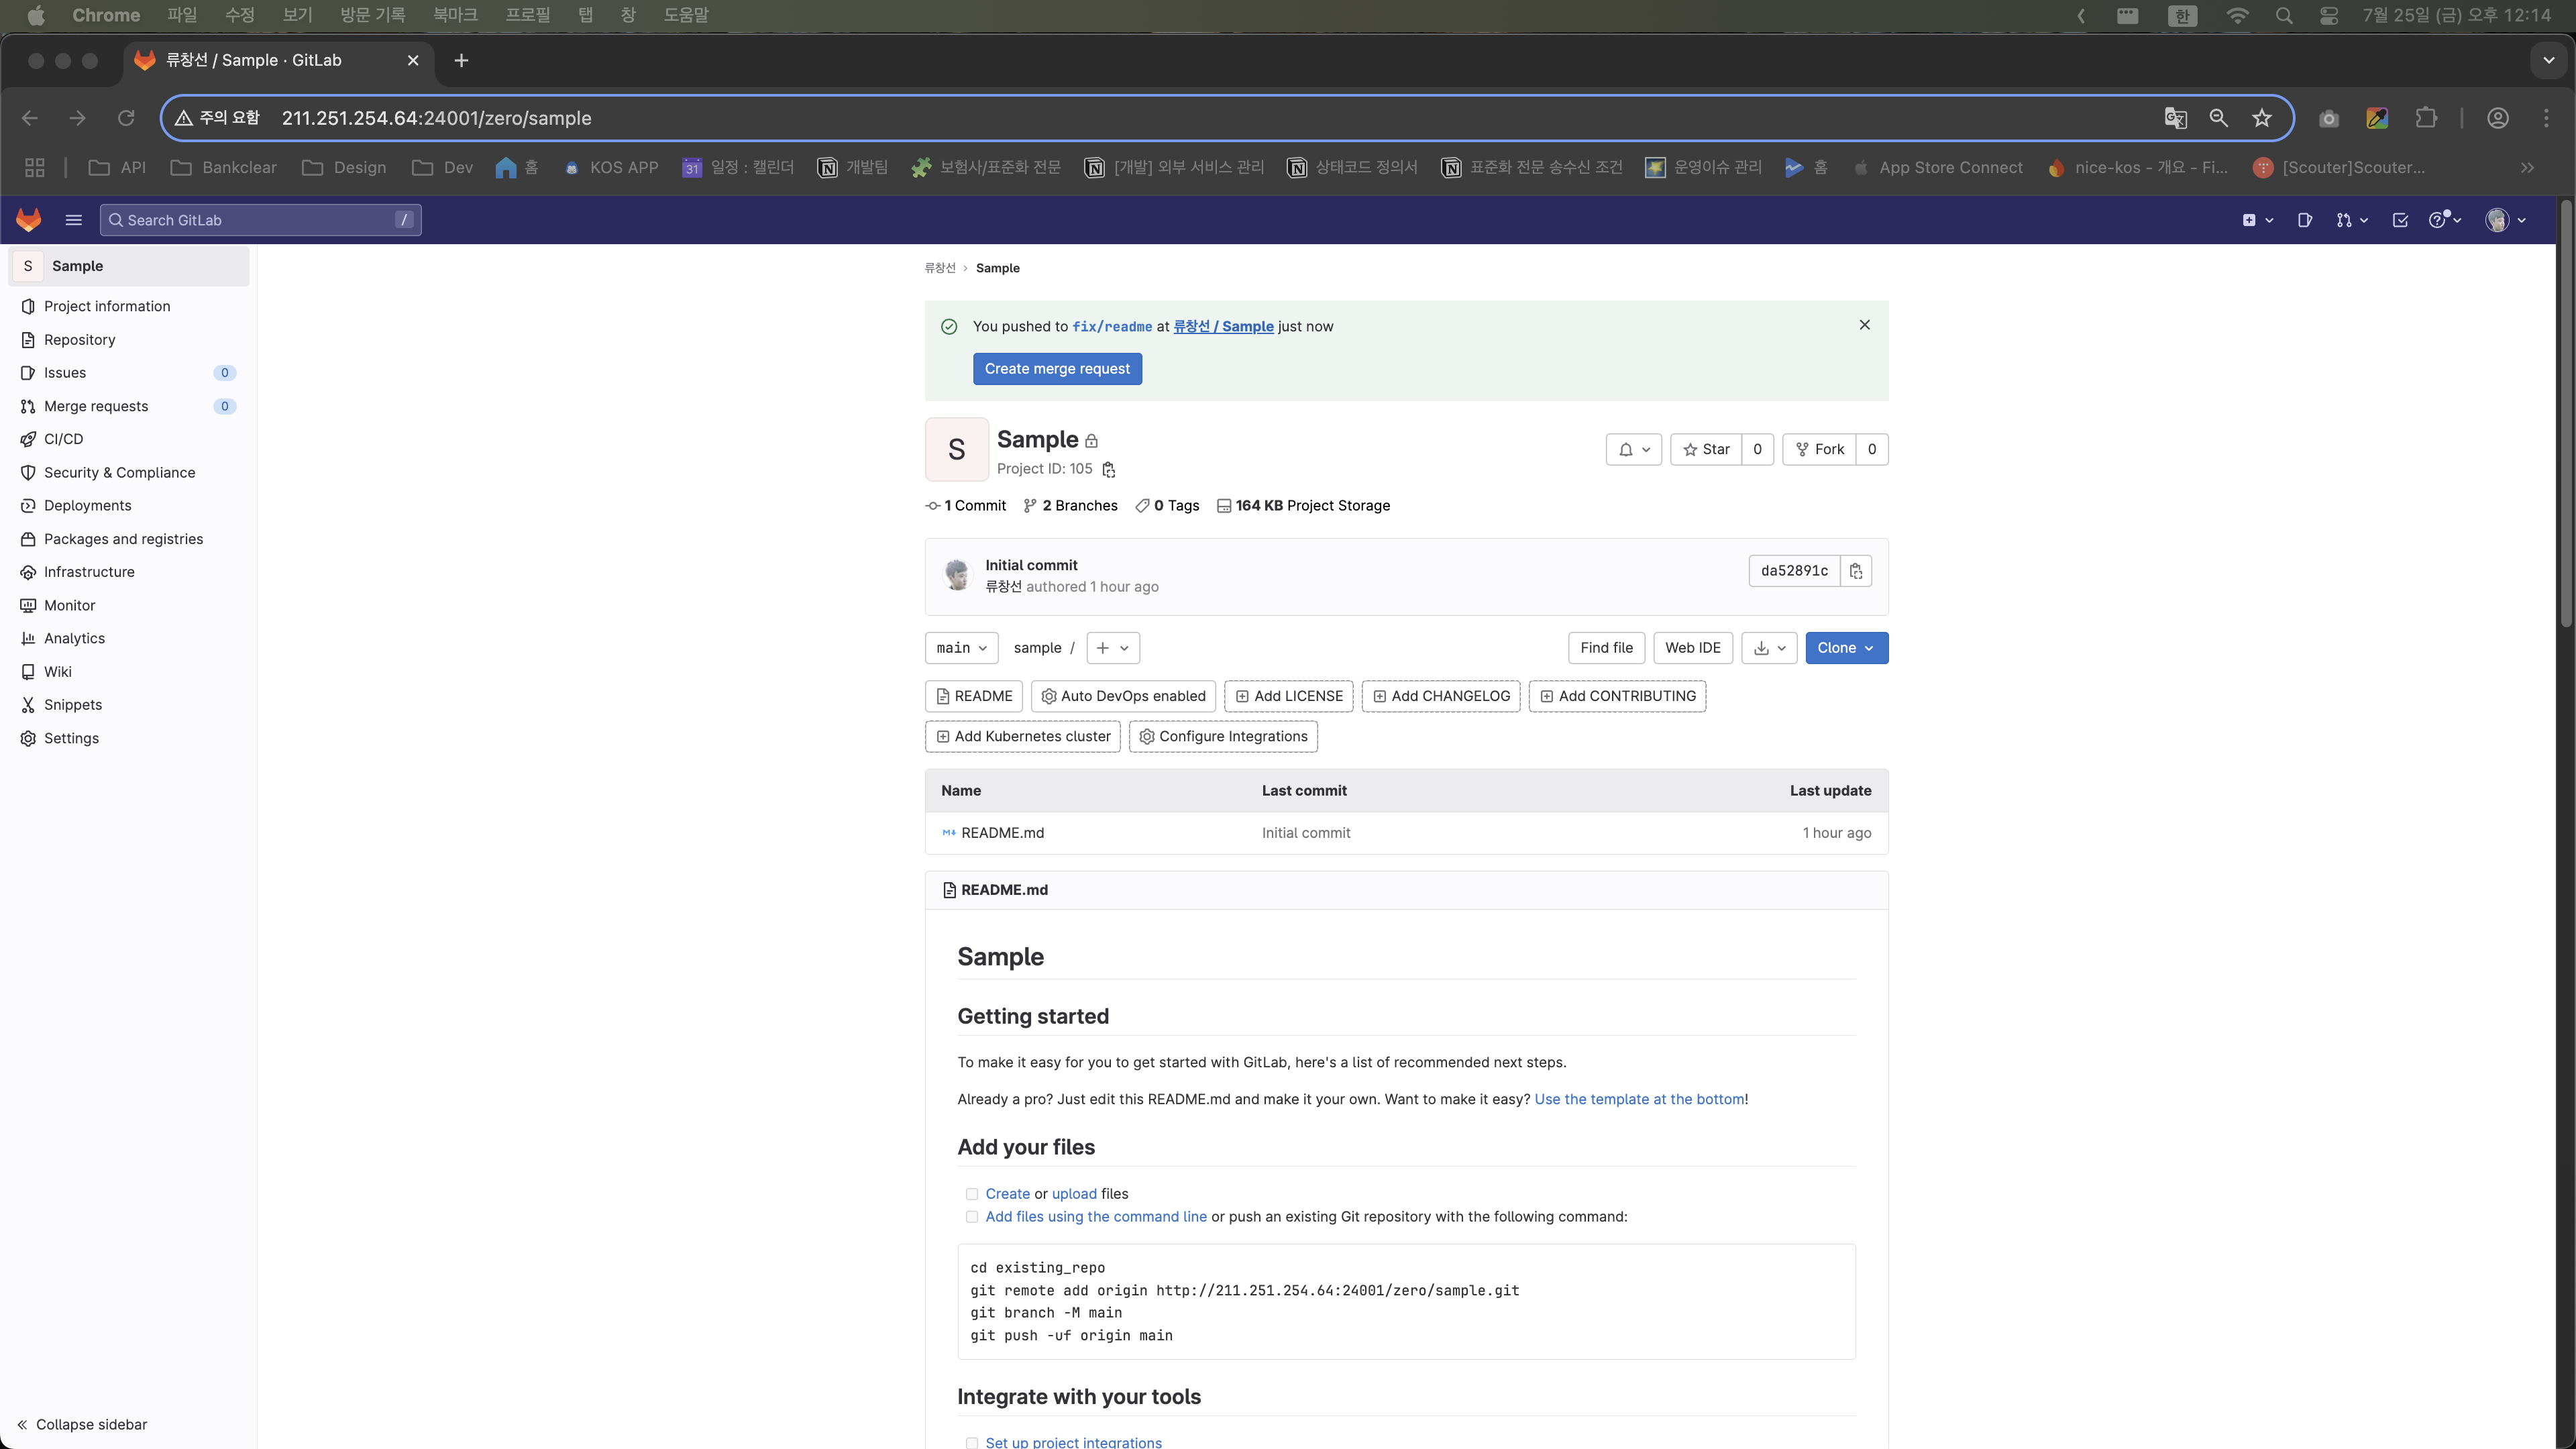 Chrome 파일 수정 보기 방문 기록 북마크 프로필 탭 창 도움말 한 7월 25일 (금) 오후 12:14
류창선 / Sample · GitLab
주의 요함 211.251.254.64:24001/zero/sample
API Bankclear Design Dev 홈 KOS APP 31 일정 : 캘린더 개발팀 보험사/표준화 전문 [개발] 외부 서비스 관리 상태코드 정의서 표준화 전문 송수신 조건 운영이슈 관리 홈 App Store Connect nice-kos - 개요 - Fi... [Scouter]Scouter...
Search GitLab /
S Sample
Project information
Repository
Issues 0
Merge requests 0
CI/CD
Security & Compliance
Deployments
Packages and registries
Infrastructure
Monitor
Analytics
Wiki
Snippets
Settings
Collapse sidebar
류창선 > Sample
You pushed to fix/readme at 류창선 / Sample just now
Create merge request
S
Sample
Project ID: 105
Star 0 Fork 0
1 Commit 2 Branches 0 Tags 164 KB Project Storage
Initial commit
류창선 authored 1 hour ago
da52891c
main sample / + Find file Web IDE Clone
README Auto DevOps enabled Add LICENSE Add CHANGELOG Add CONTRIBUTING
Add Kubernetes cluster Configure Integrations
Name Last commit Last update
README.md Initial commit 1 hour ago
README.md
Sample
Getting started
To make it easy for you to get started with GitLab, here's a list of recommended next steps.
Already a pro? Just edit this README.md and make it your own. Want to make it easy? Use the template at the bottom!
Add your files
Create or upload files
Add files using the command line or push an existing Git repository with the following command:
cd existing_repo
git remote add origin http://211.251.254.64:24001/zero/sample.git
git branch -M main
git push -uf origin main
Integrate with your tools
Set up project integrations